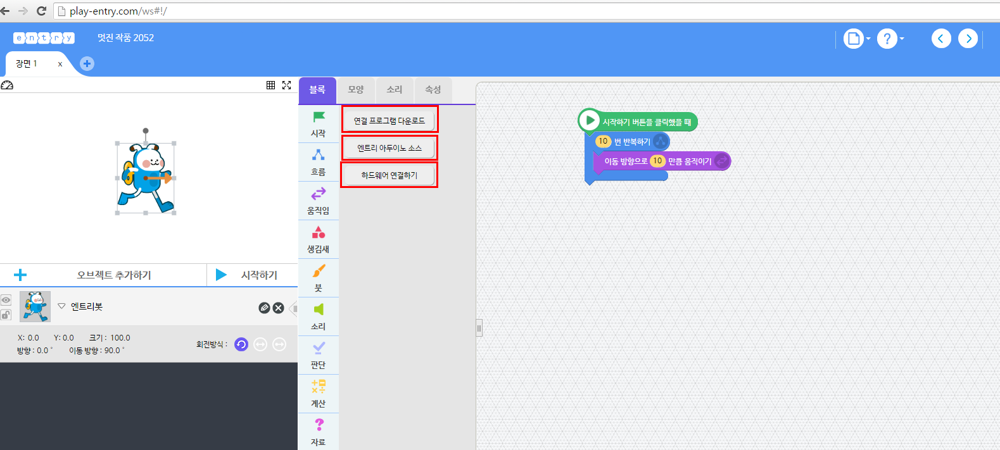 play-entry.com/ws#!/
entry 멋진 작품 2052
?
장면 1 x
블록 모양 소리 속성
시작
흐름
움직임
생김새
붓
소리
판단
계산
자료
연결 프로그램 다운로드
엔트리 아두이노 소스
하드웨어 연결하기
시작하기 버튼을 클릭했을 때
10 번 반복하기
이동 방향으로 10 만큼 움직이기
오브젝트 추가하기 시작하기
엔트리봇
X: 0.0 Y: 0.0 크기 : 100.0
방향 : 0.0 ˚ 이동 방향 : 90.0 ˚
회전방식 :